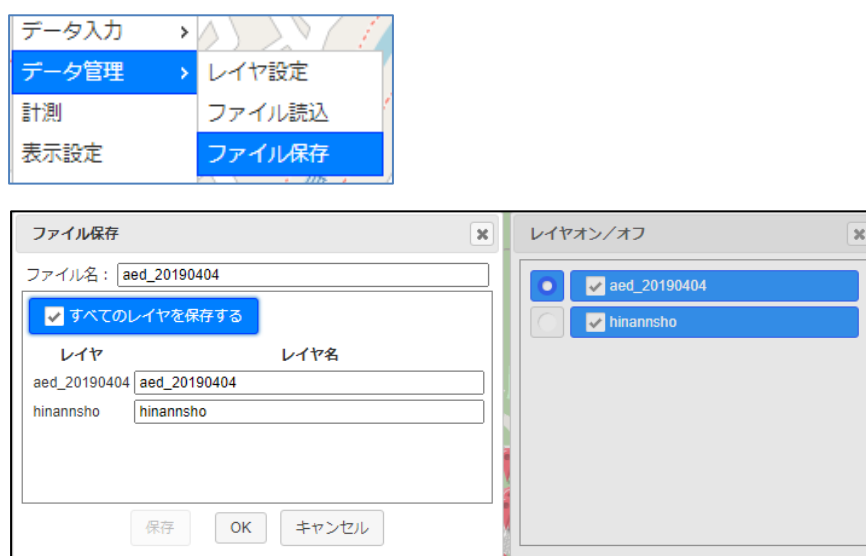 データ入力
データ管理 レイヤ設定
計測 ファイル読込
表示設定 ファイル保存
ファイル保存
ファイル名： aed_20190404
すべてのレイヤを保存する
レイヤ レイヤ名
aed_20190404 aed_20190404
hinannsho hinannsho
保存 OK キャンセル
レイヤオン／オフ
aed_20190404
hinannsho